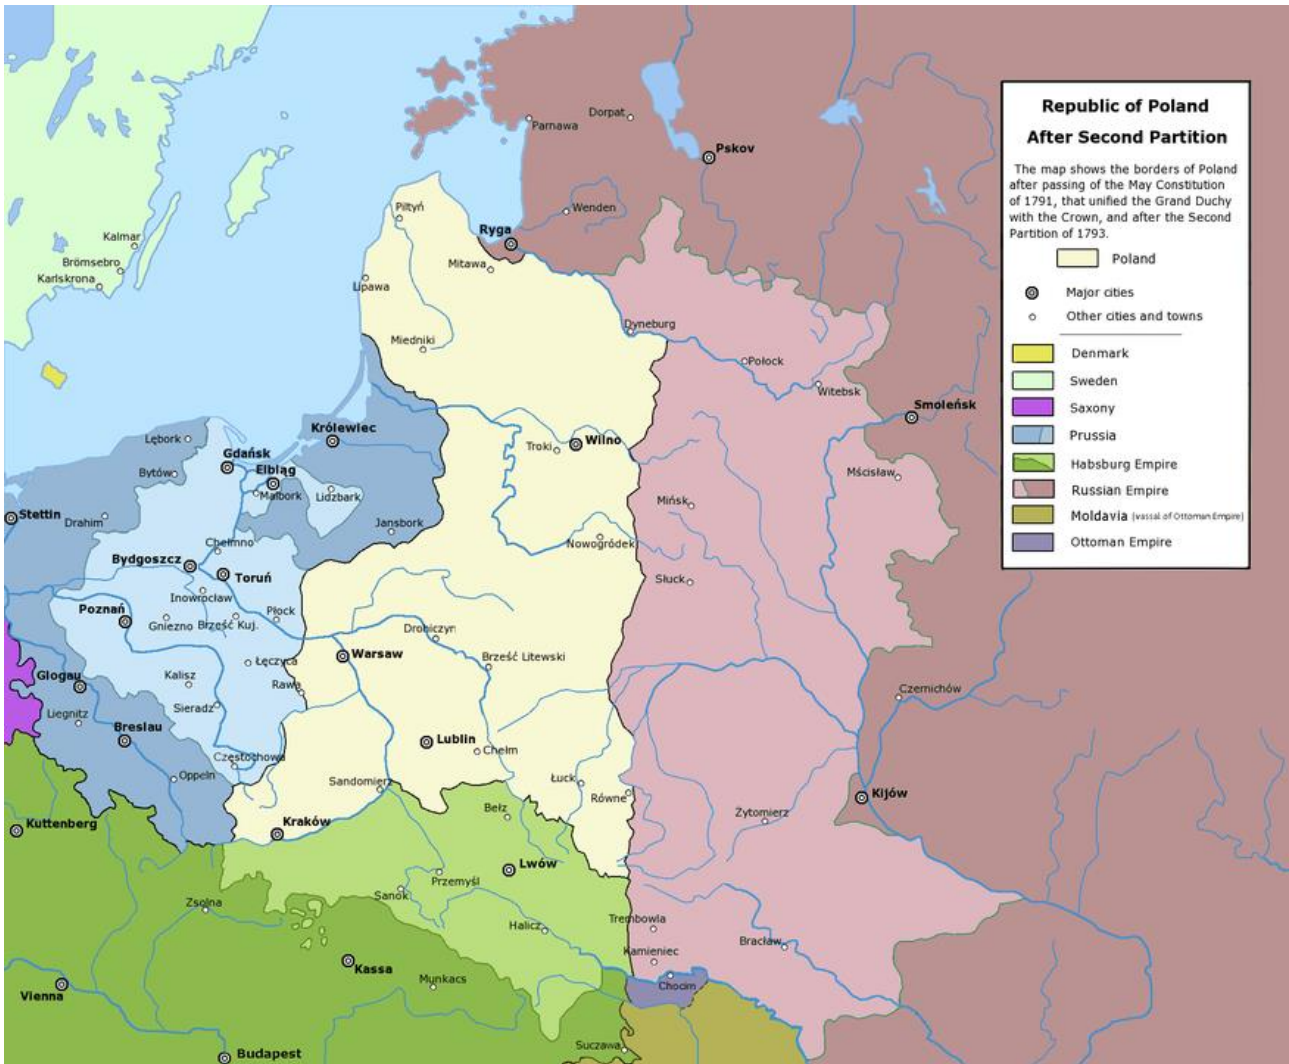 Republic of Poland
After Second Partition
The map shows the borders of Poland
after passing of the May Constitution
of 1791, that unified the Grand Duchy
with the Crown, and after the Second
Partition of 1793.
Poland
Major cities
Other cities and towns
Denmark
Sweden
Saxony
Prussia
Habsburg Empire
Russian Empire
Moldavia (vassal of Ottoman Empire)
Ottoman Empire
Dorpat
Parnawa
Pskov
Piltyń
Wenden
Ryga
Kalmar
Brömsebro
Mitawa
Karlskrona
Lipawa
Dyneburg
Miedniki
Połock
Witebsk
Smoleńsk
Królewiec
Lębork
Wilno
Troki
Gdańsk
Elbląg
Bytów
Malbork
Lidzbark
Mścisław
Mińsk
Stettin
Drahim
Jansbork
Chełmno
Nowogródek
Bydgoszcz
Toruń
Słuck
Inowrocław
Poznań
Płock
Gniezno
Brześć Kuj.
Drohiczyn
Warsaw
Brześć Litewski
Łęczyca
Glogau
Kalisz
Rawa
Czernichów
Sieradz
Liegnitz
Breslau
Lublin
Chełm
Częstochowa
Oppeln
Sandomierz
Łuck
Równe
Kijów
Bełz
Żytomierz
Kuttenberg
Kraków
Lwów
Przemyśl
Sanok
Zsolna
Halicz
Trembowla
Bracław
Kamieniec
Kassa
Munkacs
Chocim
Vienna
Suczawa
Budapest